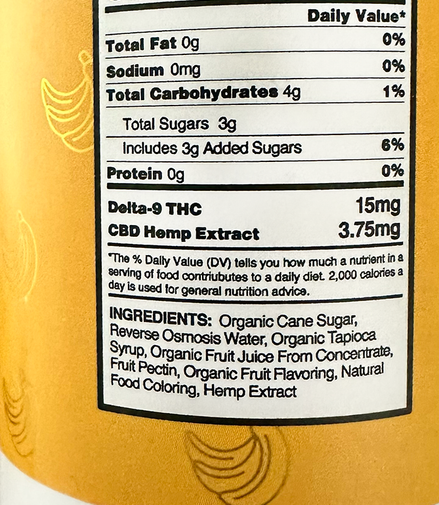 Daily Value*
Total Fat 0g 0%
Sodium 0mg 0%
Total Carbohydrates 4g 1%
Total Sugars 3g
Includes 3g Added Sugars 6%
Protein 0g 0%
Delta-9 THC 15mg
CBD Hemp Extract 3.75mg
*The % Daily Value (DV) tells you how much a nutrient in a
serving of food contriubutes to a daily diet. 2,000 calories a
day is used for general nutrition advice.
INGREDIENTS: Organic Cane Sugar,
Reverse Osmosis Water, Organic Tapioca
Syrup, Organic Fruit Juice From Concentrate,
Fruit Pectin, Organic Fruit Flavoring, Natural
Food Coloring, Hemp Extract